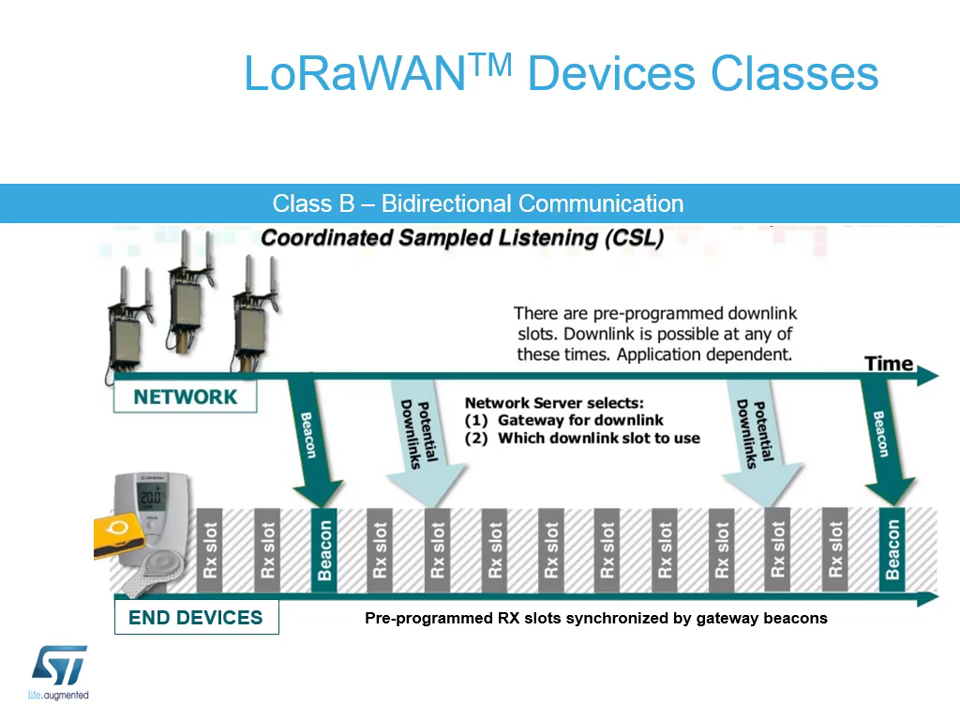 LoRaWAN™ Devices Classes
Class B – Bidirectional Communication
Coordinated Sampled Listening (CSL)
There are pre-programmed downlink
slots. Downlink is possible at any of
these times. Application dependent.
Time
NETWORK
Beacon
Potential
Downlinks
Network Server selects:
(1) Gateway for downlink
(2) Which downlink slot to use
Potential
Downlinks
Beacon
20.0
Rx slot
Rx slot
Beacon
Rx slot
Rx slot
Rx slot
Rx slot
Rx slot
Rx slot
Rx slot
Rx slot
Rx slot
Beacon
END DEVICES
Pre-programmed RX slots synchronized by gateway beacons
ST
life.augmented